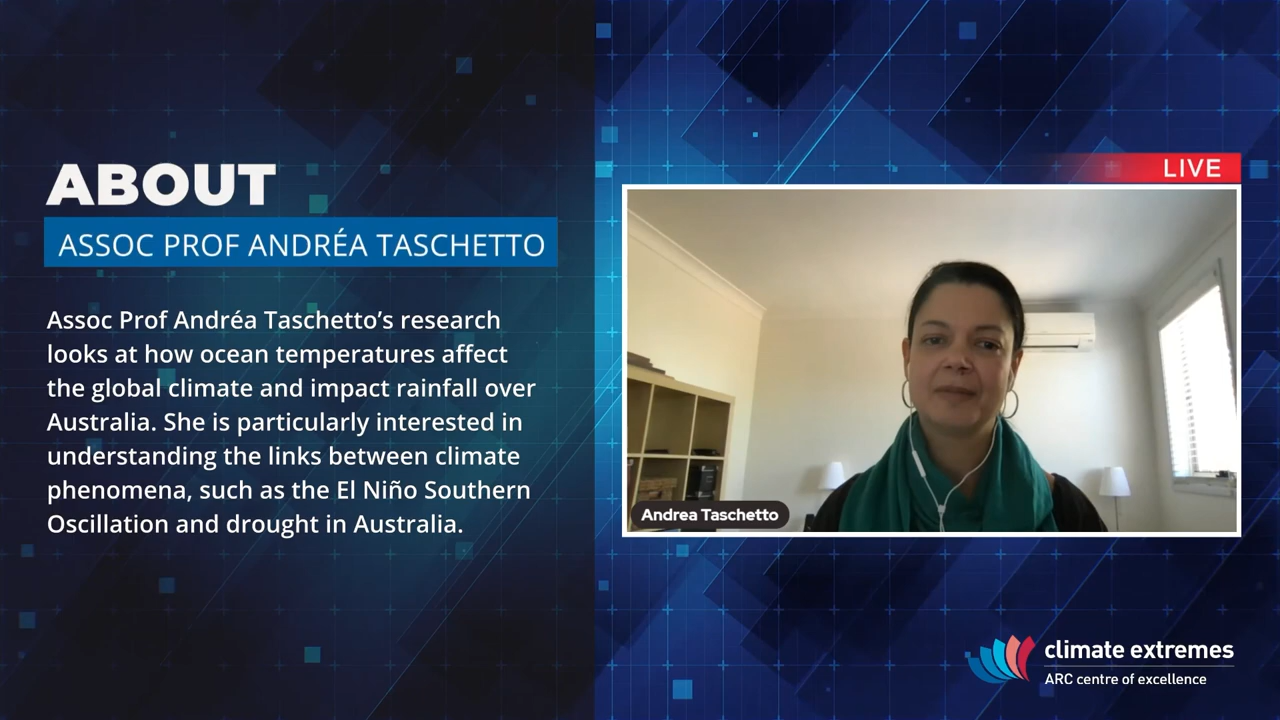 ABOUT
ASSOC PROF ANDRÉA TASCHETTO
Assoc Prof Andréa Taschetto’s research
looks at how ocean temperatures affect
the global climate and impact rainfall over
Australia. She is particularly interested in
understanding the links between climate
phenomena, such as the El Niño Southern
Oscillation and drought in Australia.
LIVE
Andrea Taschetto
climate extremes
ARC centre of excellence